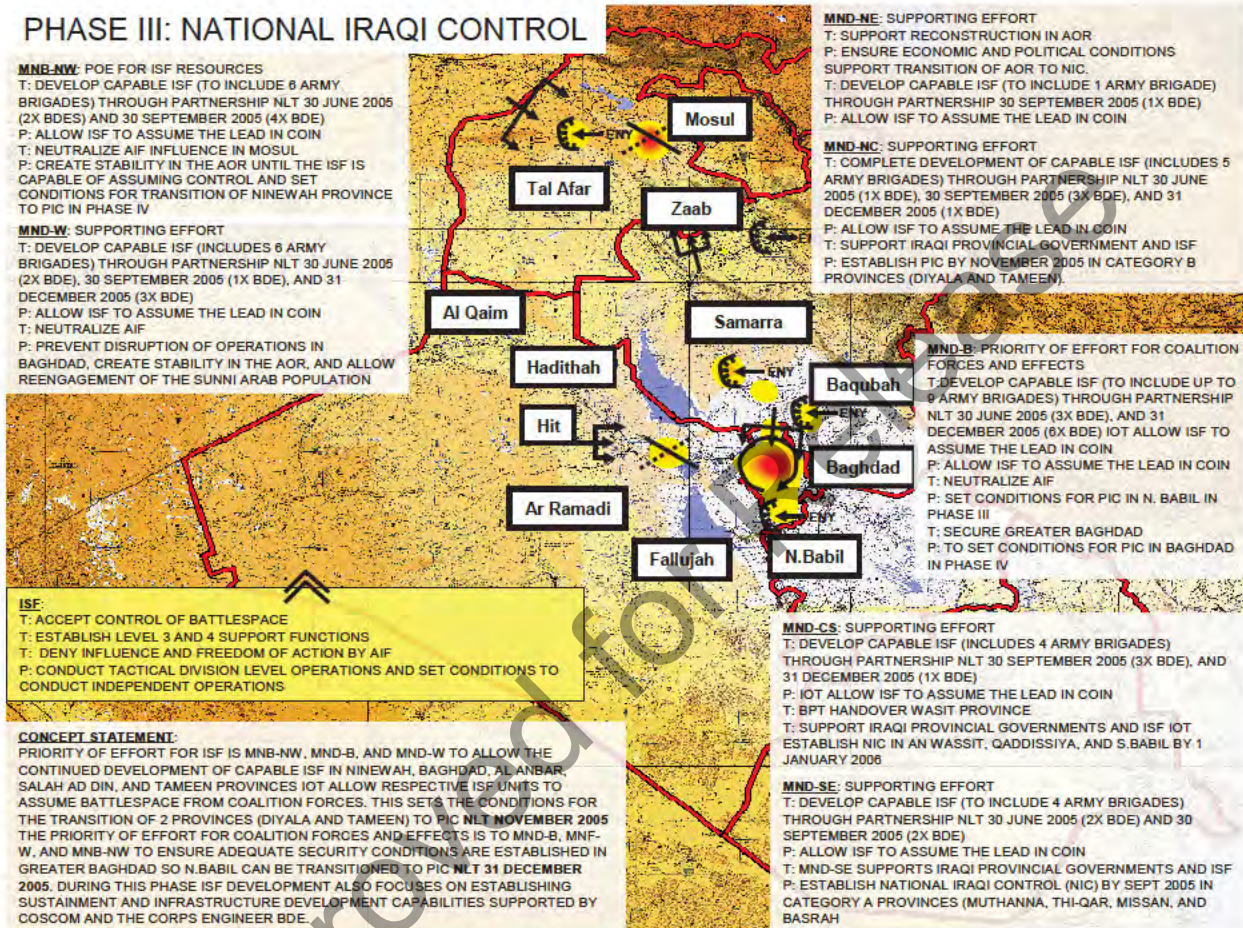 PHASE III: NATIONAL IRAQI CONTROL
MNB-NW: POE FOR ISF RESOURCES
T: DEVELOP CAPABLE ISF (TO INCLUDE 6 ARMY
BRIGADES) THROUGH PARTNERSHIP NLT 30 JUNE 2005
(2X BDES) AND 30 SEPTEMBER 2005 (4X BDE)
P: ALLOW ISF TO ASSUME THE LEAD IN COIN
T: NEUTRALIZE AIF INFLUENCE IN MOSUL
P: CREATE STABILITY IN THE AOR UNTIL THE ISF IS
CAPABLE OF ASSUMING CONTROL AND SET
CONDITIONS FOR TRANSITION OF NINEWAH PROVINCE
TO PIC IN PHASE IV
MND-W: SUPPORTING EFFORT
T: DEVELOP CAPABLE ISF (INCLUDES 6 ARMY
BRIGADES) THROUGH PARTNERSHIP NLT 30 JUNE 2005
(2X BDE), 30 SEPTEMBER 2005 (1X BDE), AND 31
DECEMBER 2005 (3X BDE)
P: ALLOW ISF TO ASSUME THE LEAD IN COIN
T: NEUTRALIZE AIF
P: PREVENT DISRUPTION OF OPERATIONS IN
BAGHDAD, CREATE STABILITY IN THE AOR, AND ALLOW
REENGAGEMENT OF THE SUNNI ARAB POPULATION
ISF:
T: ACCEPT CONTROL OF BATTLESPACE
T: ESTABLISH LEVEL 3 AND 4 SUPPORT FUNCTIONS
T: DENY INFLUENCE AND FREEDOM OF ACTION BY AIF
P: CONDUCT TACTICAL DIVISION LEVEL OPERATIONS AND SET CONDITIONS TO
CONDUCT INDEPENDENT OPERATIONS
CONCEPT STATEMENT:
PRIORITY OF EFFORT FOR ISF IS MNB-NW, MND-B, AND MND-W TO ALLOW THE
CONTINUED DEVELOPMENT OF CAPABLE ISF IN NINEWAH, BAGHDAD, AL ANBAR,
SALAH AD DIN, AND TAMEEN PROVINCES IOT ALLOW RESPECTIVE ISF UNITS TO
ASSUME BATTLESPACE FROM COALITION FORCES. THIS SETS THE CONDITIONS FOR
THE TRANSITION OF 2 PROVINCES (DIYALA AND TAMEEN) TO PIC NLT NOVEMBER 2005
THE PRIORITY OF EFFORT FOR COALITION FORCES AND EFFECTS IS TO MND-B, MNF-
W, AND MNB-NW TO ENSURE ADEQUATE SECURITY CONDITIONS ARE ESTABLISHED IN
GREATER BAGHDAD SO N.BABIL CAN BE TRANSITIONED TO PIC NLT 31 DECEMBER
2005. DURING THIS PHASE ISF DEVELOPMENT ALSO FOCUSES ON ESTABLISHING
SUSTAINMENT AND INFRASTRUCTURE DEVELOPMENT CAPABILITIES SUPPORTED BY
COSCOM AND THE CORPS ENGINEER BDE.
ENY
Mosul
Tal Afar
Zaab
Al Qaim
Samarra
Hadithah
ENY
Baqubah
ENY
Hit
Baghdad
Ar Ramadi
ENY
Fallujah
N.Babil
MND-NE: SUPPORTING EFFORT
T: SUPPORT RECONSTRUCTION IN AOR
P: ENSURE ECONOMIC AND POLITICAL CONDITIONS
SUPPORT TRANSITION OF AOR TO NIC.
T: DEVELOP CAPABLE ISF (TO INCLUDE 1 ARMY BRIGADE)
THROUGH PARTNERSHIP 30 SEPTEMBER 2005 (1X BDE)
P: ALLOW ISF TO ASSUME THE LEAD IN COIN
MND-NC: SUPPORTING EFFORT
T: COMPLETE DEVELOPMENT OF CAPABLE ISF (INCLUDES 5
ARMY BRIGADES) THROUGH PARTNERSHIP NLT 30 JUNE
2005 (1X BDE), 30 SEPTEMBER 2005 (3X BDE), AND 31
DECEMBER 2005 (1X BDE)
P: ALLOW ISF TO ASSUME THE LEAD IN COIN
T: SUPPORT IRAQI PROVINCIAL GOVERNMENT AND ISF
P: ESTABLISH PIC BY NOVEMBER 2005 IN CATEGORY B
PROVINCES (DIYALA AND TAMEEN).
MND-B: PRIORITY OF EFFORT FOR COALITION
FORCES AND EFFECTS
T:DEVELOP CAPABLE ISF (TO INCLUDE UP TO
9 ARMY BRIGADES) THROUGH PARTNERSHIP
NLT 30 JUNE 2005 (3X BDE), AND 31
DECEMBER 2005 (6X BDE) IOT ALLOW ISF TO
ASSUME THE LEAD IN COIN
P: ALLOW ISF TO ASSUME THE LEAD IN COIN
T: NEUTRALIZE AIF
P: SET CONDITIONS FOR PIC IN N. BABIL IN
PHASE III
T: SECURE GREATER BAGHDAD
P: TO SET CONDITIONS FOR PIC IN BAGHDAD
IN PHASE IV
MND-CS: SUPPORTING EFFORT
T: DEVELOP CAPABLE ISF (INCLUDES 4 ARMY BRIGADES)
THROUGH PARTNERSHIP NLT 30 SEPTEMBER 2005 (3X BDE), AND
31 DECEMBER 2005 (1X BDE)
P: IOT ALLOW ISF TO ASSUME THE LEAD IN COIN
T: BPT HANDOVER WASIT PROVINCE
T: SUPPORT IRAQI PROVINCIAL GOVERNMENTS AND ISF IOT
ESTABLISH NIC IN AN WASSIT, QADDISSIYA, AND S.BABIL BY 1
JANUARY 2006
MND-SE: SUPPORTING EFFORT
T: DEVELOP CAPABLE ISF (TO INCLUDE 4 ARMY BRIGADES)
THROUGH PARTNERSHIP NLT 30 JUNE 2005 (2X BDE) AND 30
SEPTEMBER 2005 (2X BDE)
P: ALLOW ISF TO ASSUME THE LEAD IN COIN
T: MND-SE SUPPORTS IRAQI PROVINCIAL GOVERNMENTS AND ISF
P: ESTABLISH NATIONAL IRAQI CONTROL (NIC) BY SEPT 2005 IN
CATEGORY A PROVINCES (MUTHANNA, THI-QAR, MISSAN, AND
BASRAH
roved for Release